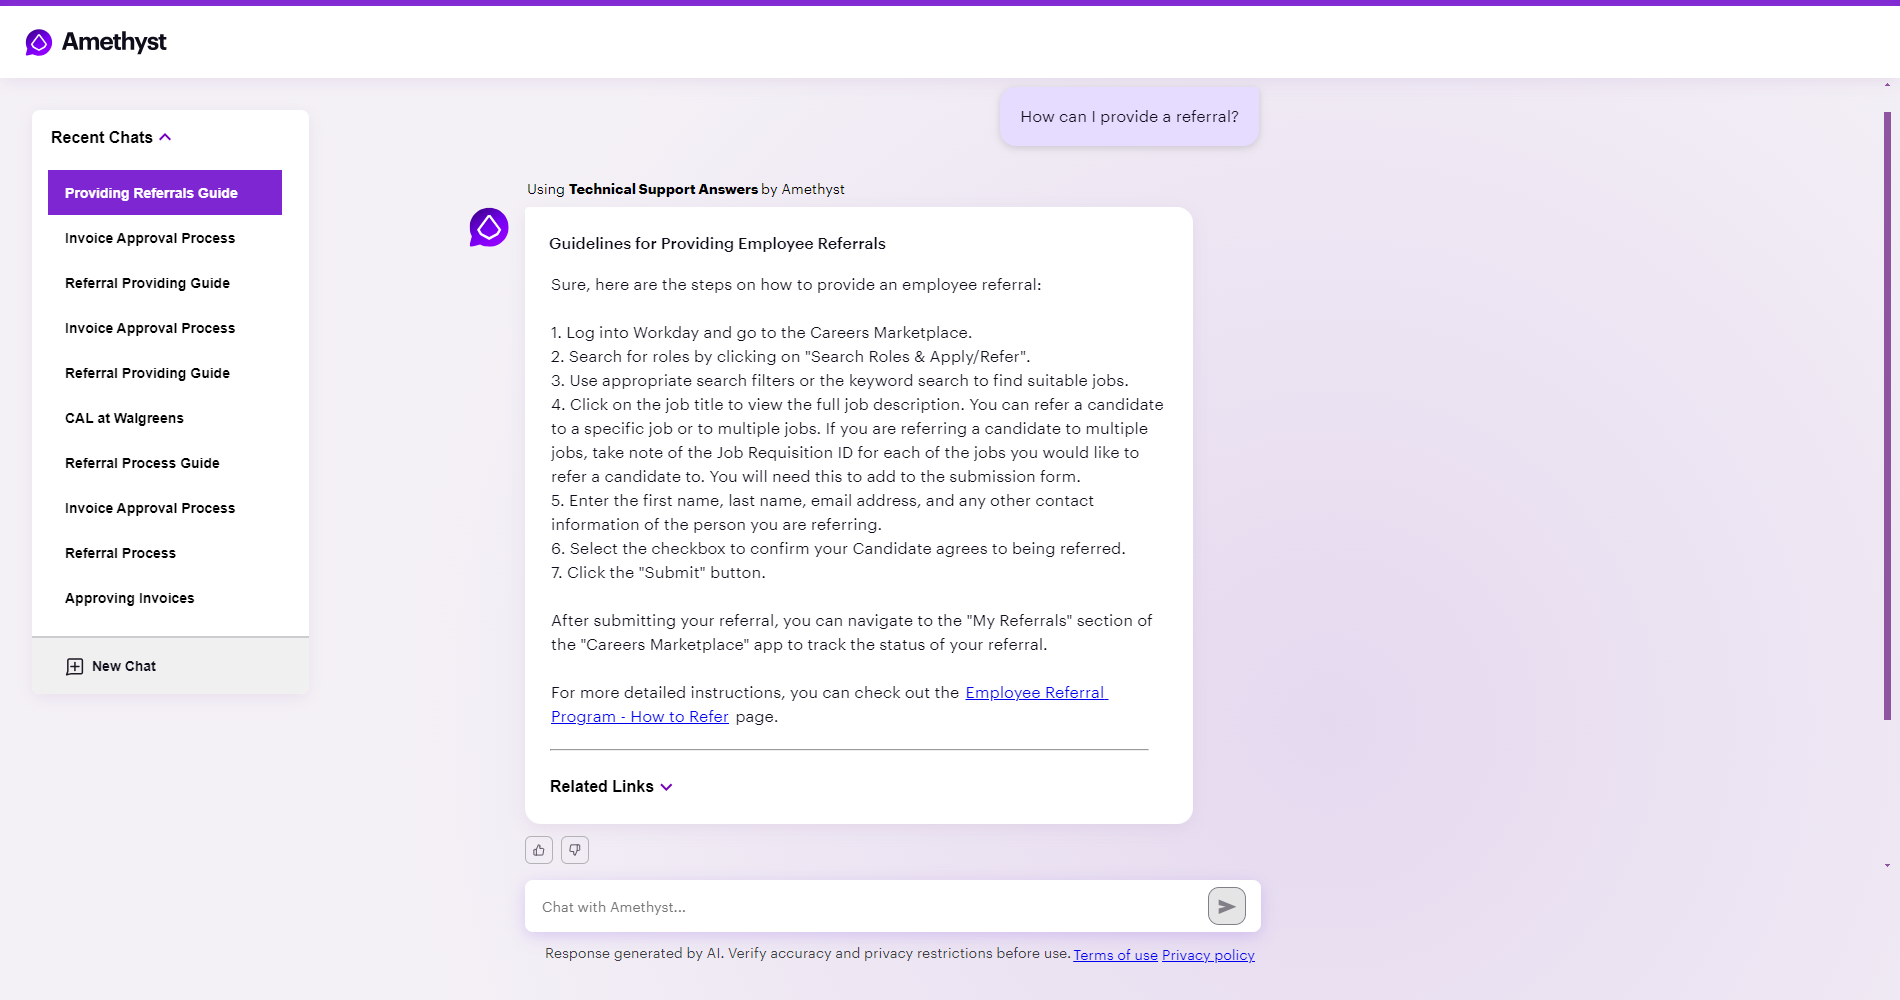 Amethyst
Recent Chats
Providing Referrals Guide
Invoice Approval Process
Referral Providing Guide
Invoice Approval Process
Referral Providing Guide
CAL at Walgreens
Referral Process Guide
Invoice Approval Process
Referral Process
Approving Invoices
New Chat
How can I provide a referral?
Using Technical Support Answers by Amethyst
Guidelines for Providing Employee Referrals
Sure, here are the steps on how to provide an employee referral:
1. Log into Workday and go to the Careers Marketplace.
2. Search for roles by clicking on "Search Roles & Apply/Refer".
3. Use appropriate search filters or the keyword search to find suitable jobs.
4. Click on the job title to view the full job description. You can refer a candidate
to a specific job or to multiple jobs. If you are referring a candidate to multiple
jobs, take note of the Job Requisition ID for each of the jobs you would like to
refer a candidate to. You will need this to add to the submission form.
5. Enter the first name, last name, email address, and any other contact
information of the person you are referring.
6. Select the checkbox to confirm your Candidate agrees to being referred.
7. Click the "Submit" button.
After submitting your referral, you can navigate to the "My Referrals" section of
the "Careers Marketplace" app to track the status of your referral.
For more detailed instructions, you can check out the Employee Referral
Program - How to Refer page.
Related Links
Chat with Amethyst...
Response generated by AI. Verify accuracy and privacy restrictions before use. Terms of use Privacy policy